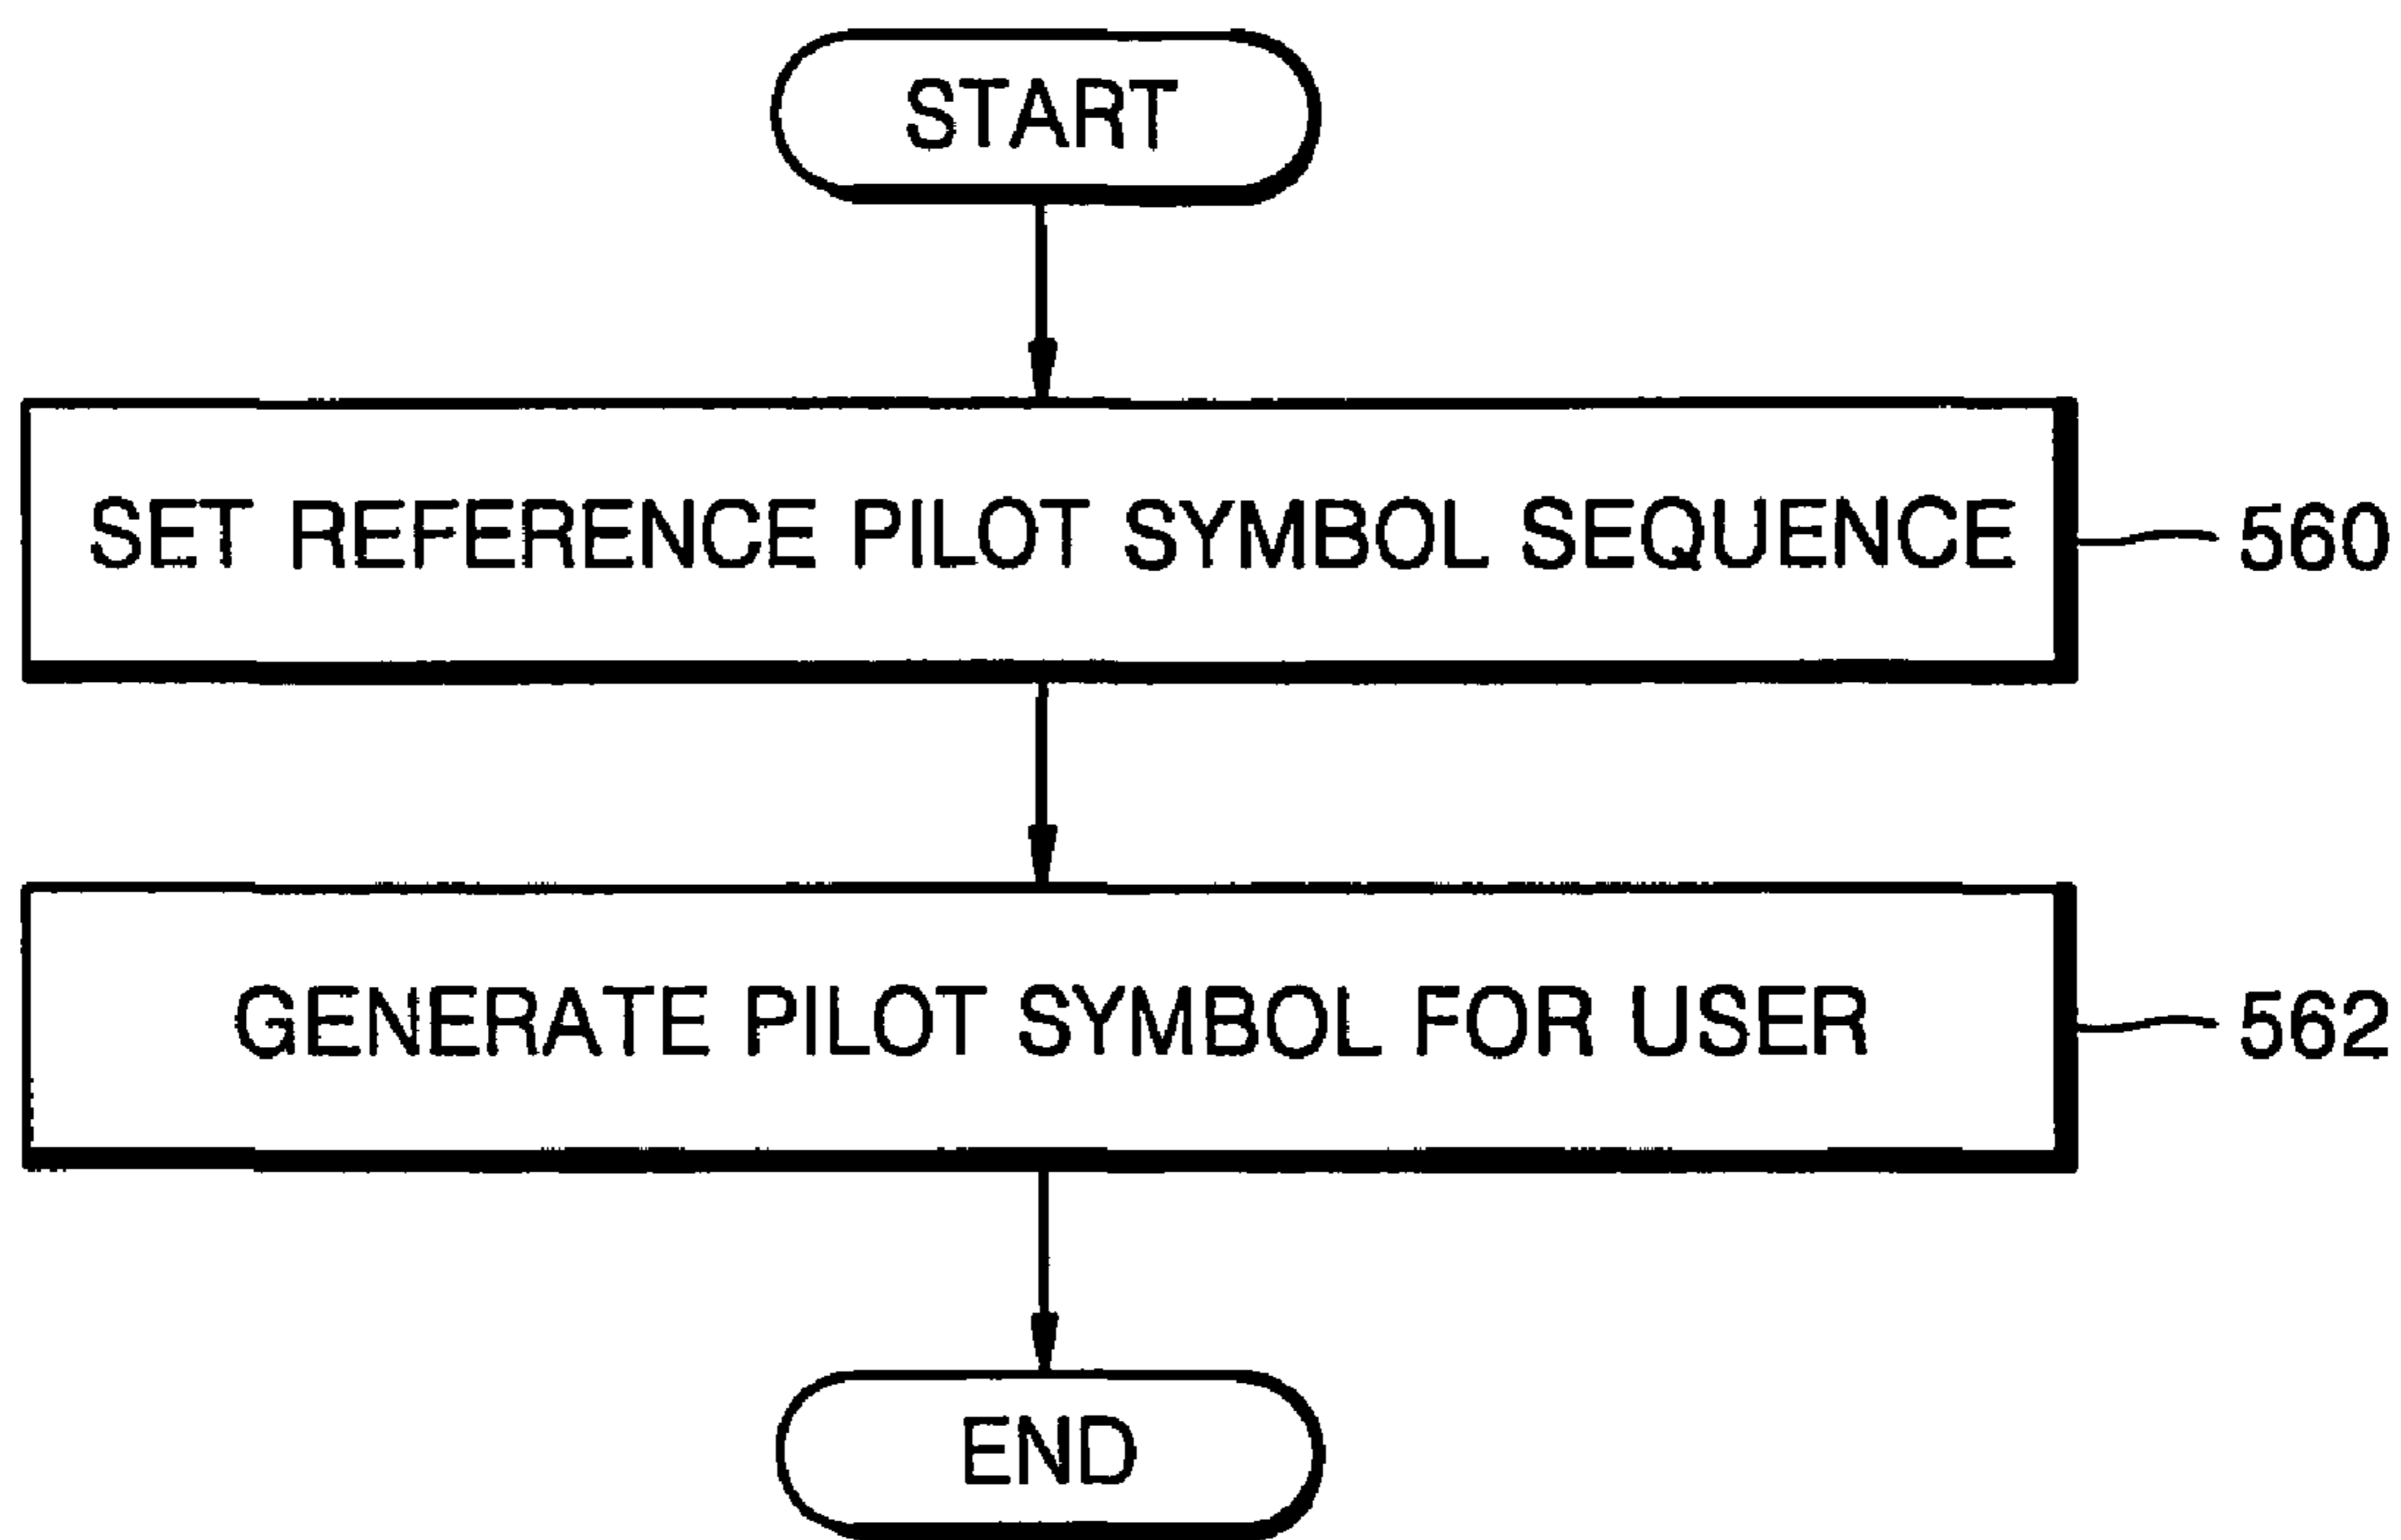 START
SET REFERENCE PILOT SYMBOL SEQUENCE
560
GENERATE PILOT SYMBOL FOR USER
562
END